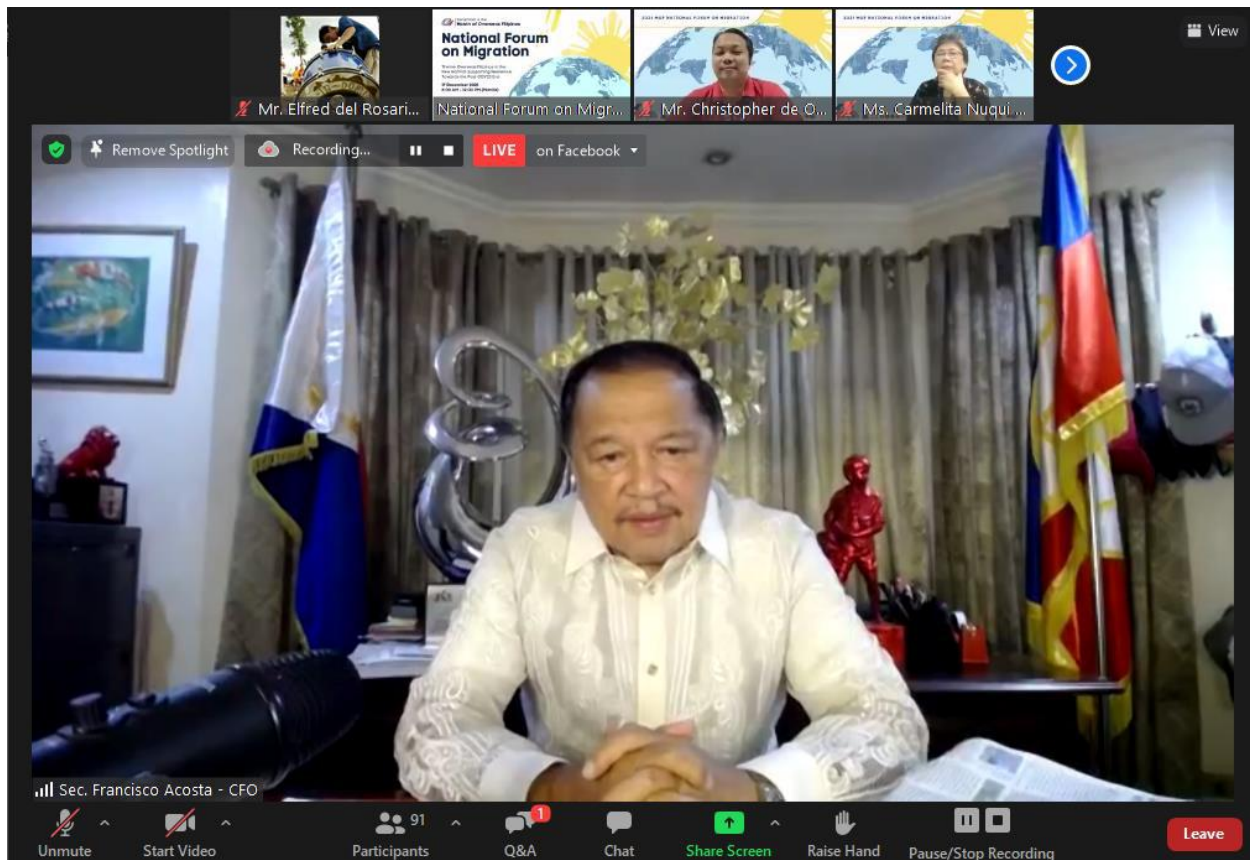 View
National Forum
on Migration
Mr. Elfred del Rosari...
National Forum on Migr...
Mr. Christopher de O...
Ms. Carmelita Nuqui ...
Remove Spotlight
Recording...
LIVE
on Facebook
Sec. Francisco Acosta - CFO
91
1
Unmute
Start Video
Participants
Q&A
Chat
Share Screen
Raise Hand
Pause/Stop Recording
Leave